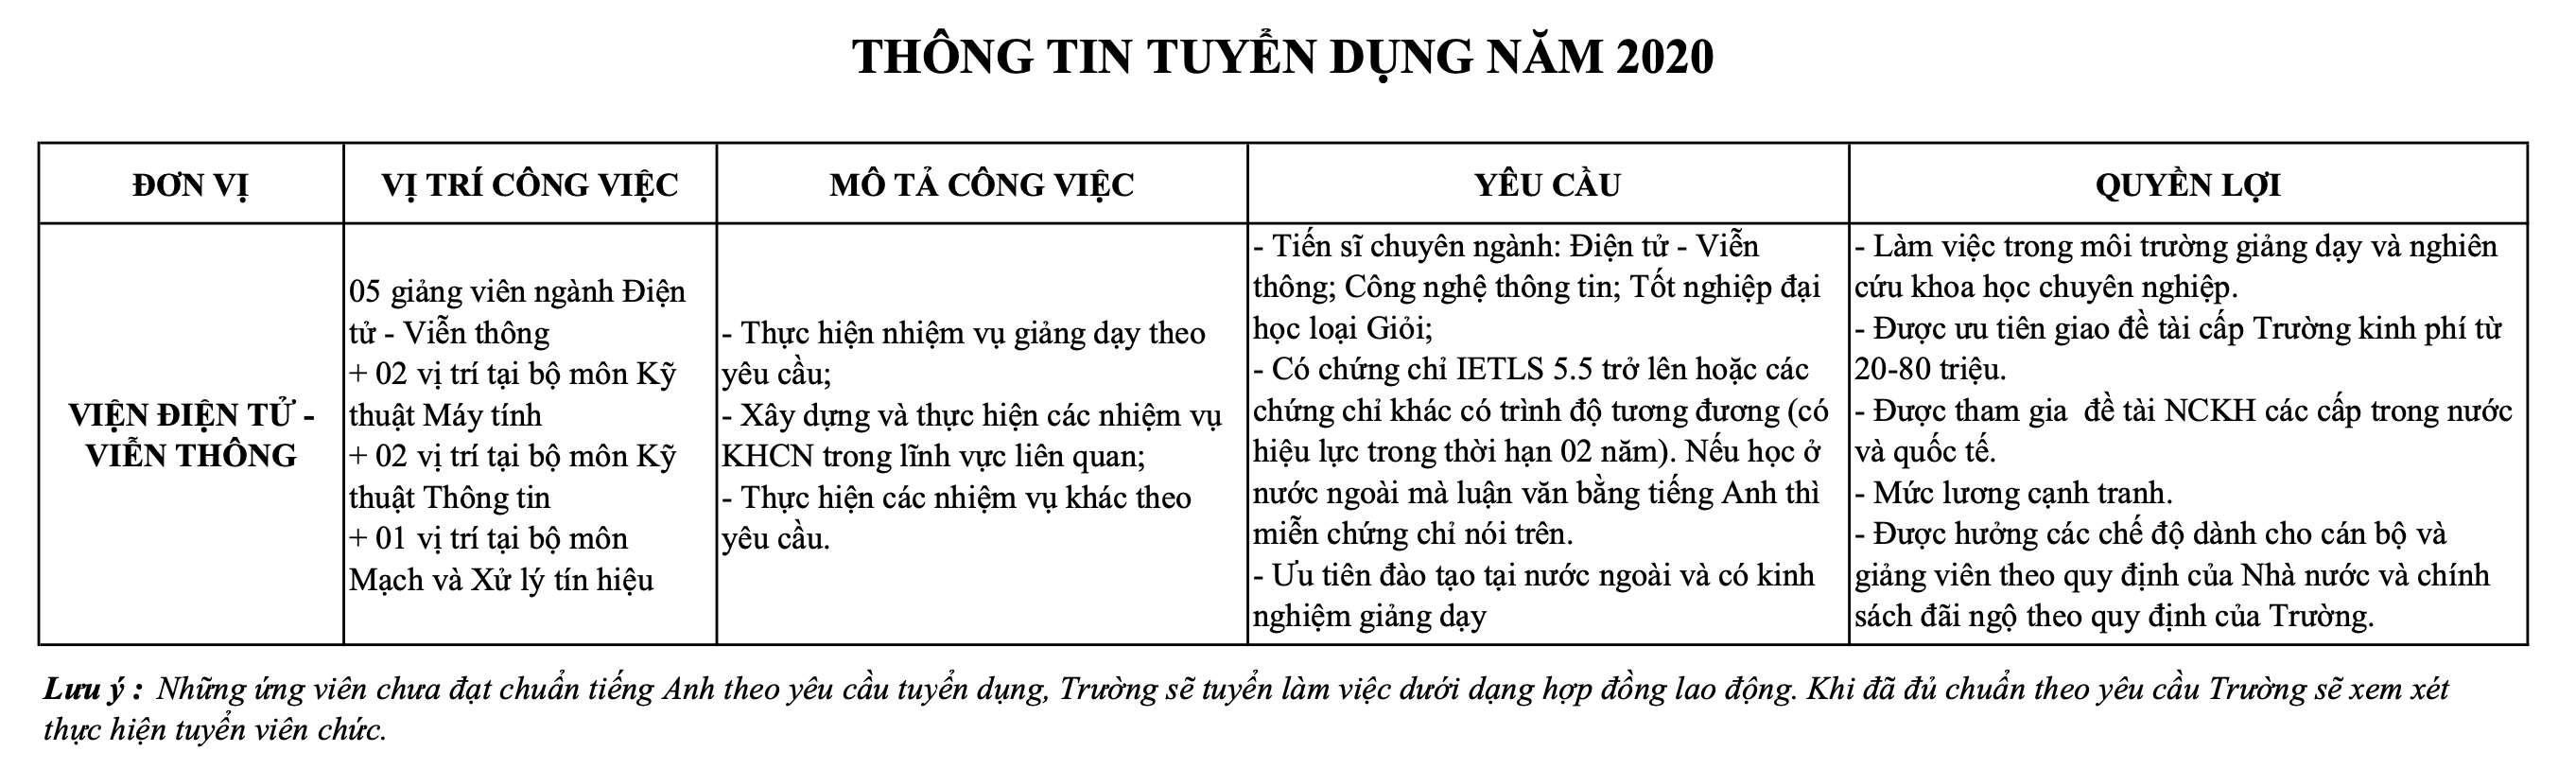 THÔNG TIN TUYỂN DỤNG NĂM 2020
ĐƠN VỊ
VỊ TRÍ CÔNG VIỆC
MÔ TẢ CÔNG VIỆC
YÊU CẦU
QUYỀN LỢI
VIỆN ĐIỆN TỬ -
VIỄN THÔNG
05 giảng viên ngành Điện
tử - Viễn thông
+ 02 vị trí tại bộ môn Kỹ
thuật Máy tính
+ 02 vị trí tại bộ môn Kỹ
thuật Thông tin
+ 01 vị trí tại bộ môn
Mạch và Xử lý tín hiệu
- Thực hiện nhiệm vụ giảng dạy theo
yêu cầu;
- Xây dựng và thực hiện các nhiệm vụ
KHCN trong lĩnh vực liên quan;
- Thực hiện các nhiệm vụ khác theo
yêu cầu.
- Tiến sĩ chuyên ngành: Điện tử - Viễn
thông; Công nghệ thông tin; Tốt nghiệp đại
học loại Giỏi;
- Có chứng chỉ IETLS 5.5 trở lên hoặc các
chứng chỉ khác có trình độ tương đương (có
hiệu lực trong thời hạn 02 năm). Nếu học ở
nước ngoài mà luận văn bằng tiếng Anh thì
miễn chứng chỉ nói trên.
- Ưu tiên đào tạo tại nước ngoài và có kinh
nghiệm giảng dạy
- Làm việc trong môi trường giảng dạy và nghiên
cứu khoa học chuyên nghiệp.
- Được ưu tiên giao đề tài cấp Trường kinh phí từ
20-80 triệu.
- Được tham gia  đề tài NCKH các cấp trong nước
và quốc tế.
- Mức lương cạnh tranh.
- Được hưởng các chế độ dành cho cán bộ và
giảng viên theo quy định của Nhà nước và chính
sách đãi ngộ theo quy định của Trường.
Lưu ý :  Những ứng viên chưa đạt chuẩn tiếng Anh theo yêu cầu tuyển dụng, Trường sẽ tuyển làm việc dưới dạng hợp đồng lao động. Khi đã đủ chuẩn theo yêu cầu Trường sẽ xem xét
thực hiện tuyển viên chức.